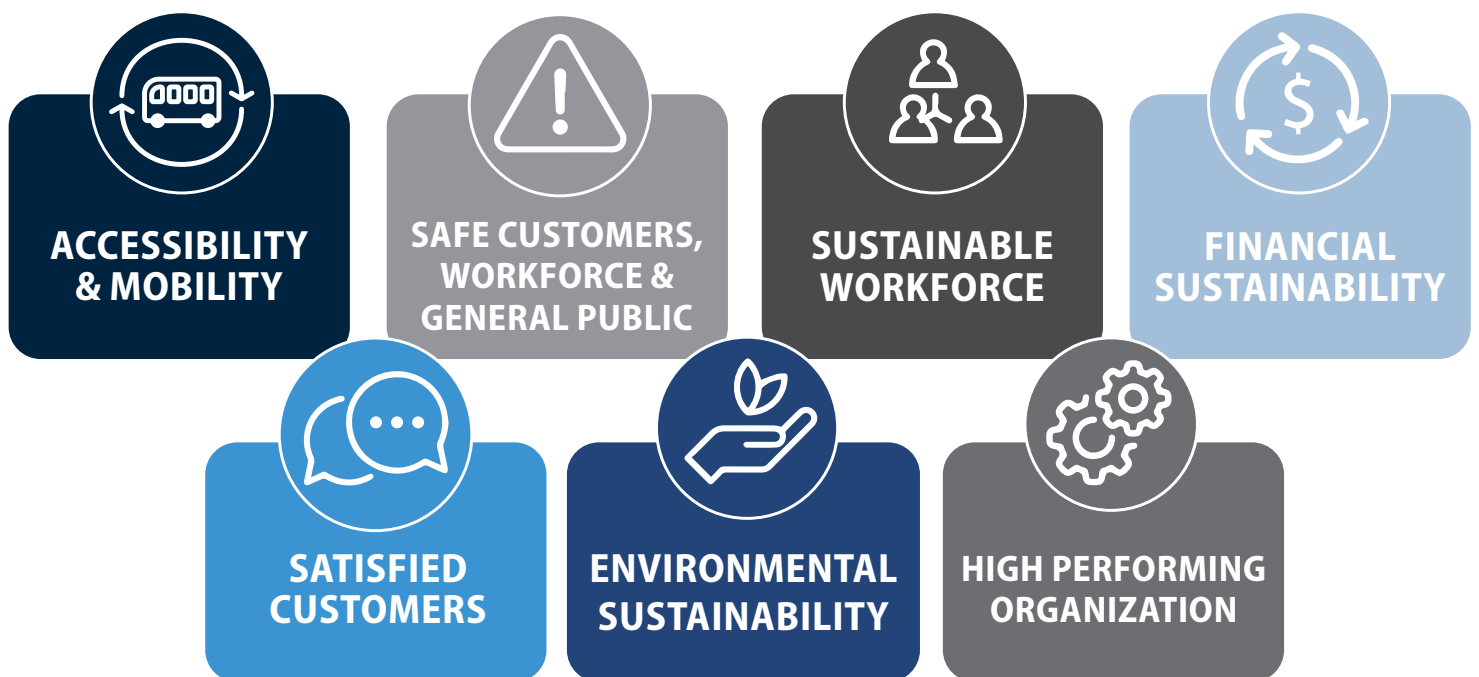 ACCESSIBILITY
& MOBILITY
SAFE CUSTOMERS,
WORKFORCE &
GENERAL PUBLIC
SUSTAINABLE
WORKFORCE
FINANCIAL
SUSTAINABILITY
$
SATISFIED
CUSTOMERS
ENVIRONMENTAL
SUSTAINABILITY
HIGH PERFORMING
ORGANIZATION